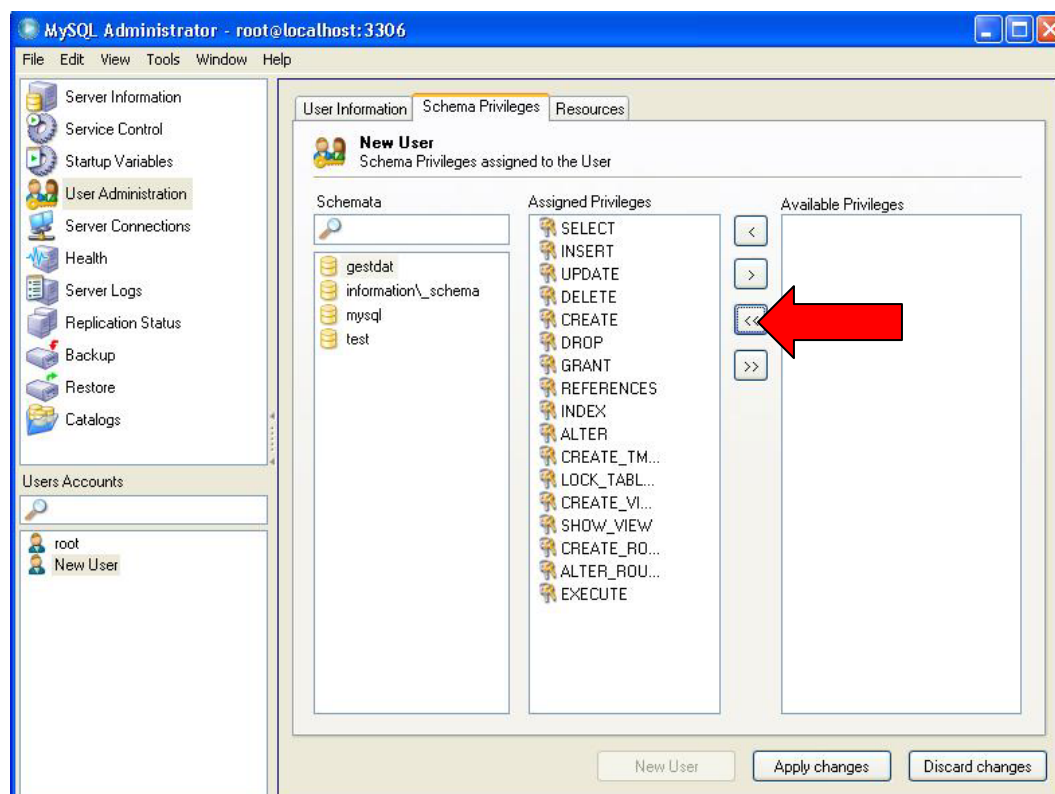 MySQL Administrator - root@localhost:3306
File Edit View Tools Window Help
Server Information
Service Control
Startup Variables
User Administration
Server Connections
Health
Server Logs
Replication Status
Backup
Restore
Catalogs
Users Accounts
root
New User
User Information Schema Privileges Resources
New User
Schema Privileges assigned to the User
Schemata
gestdat
information\_schema
mysql
test
Assigned Privileges
SELECT
INSERT
UPDATE
DELETE
CREATE
DROP
GRANT
REFERENCES
INDEX
ALTER
CREATE_TM...
LOCK_TABL...
CREATE_VI...
SHOW_VIEW
CREATE_RO...
ALTER_ROU...
EXECUTE
<
>
<<
>>
Available Privileges
New User Apply changes Discard changes